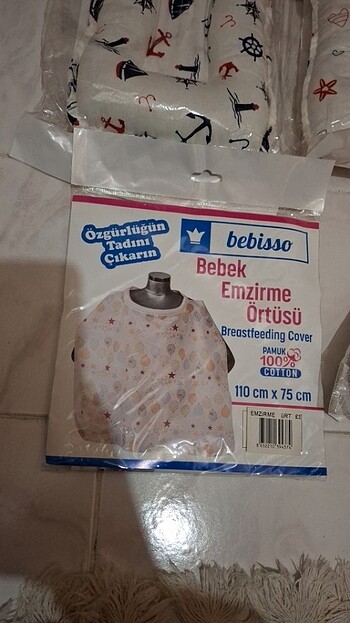 Özgürlüğün
Tadını
Çıkarın
bebisso
Bebek
Emzirme
Örtüsü
Breastfeeding Cover
PAMUK
100%
COTTON
110 cm x 75 cm
EMZİRME